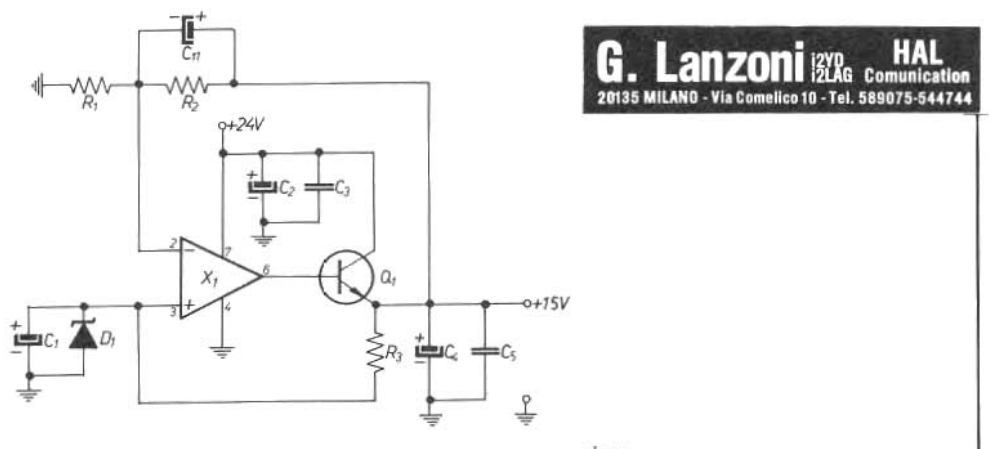 - +
C11
R1
R2
+24V
+
-
C2
C3
2
-
7
X1
6
Q1
+
3
4
+15V
+
-
C1
D1
R3
+
-
C4
C5
G. Lanzoni i2YD i2LAG HAL Comunication
20135 MILANO - Via Comelico 10 - Tel. 589075-544744